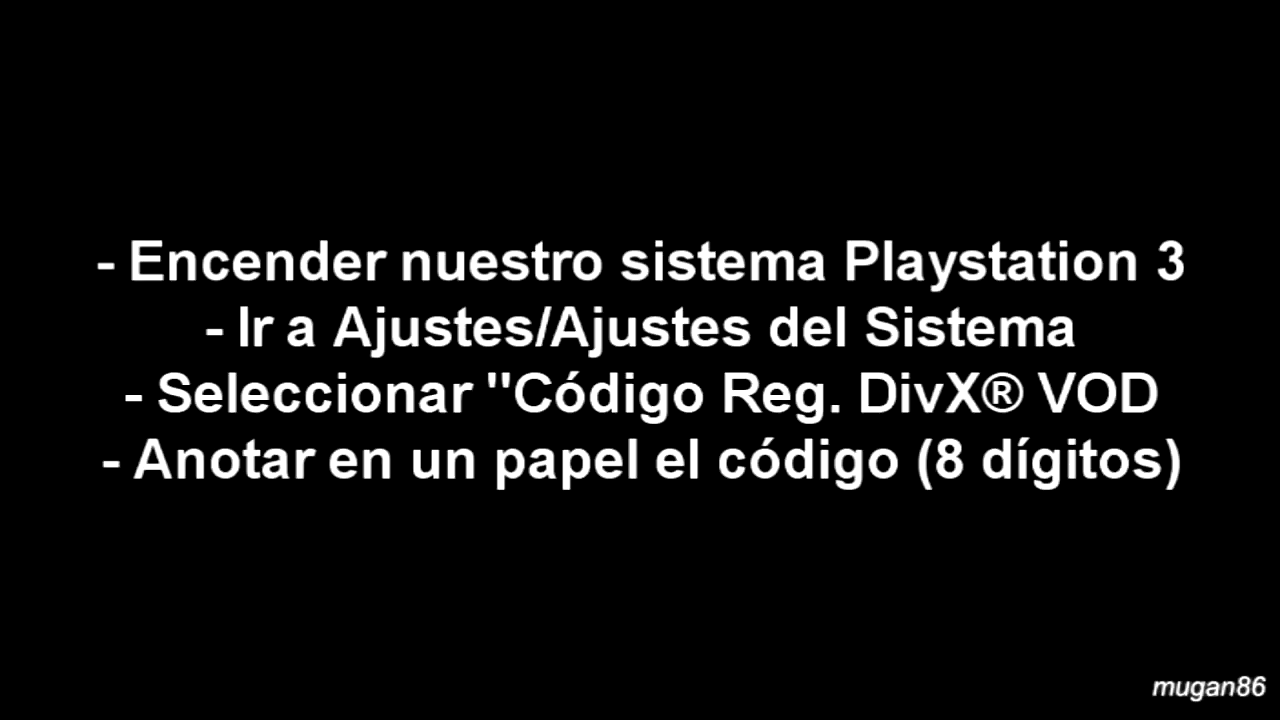 - Encender nuestro sistema Playstation 3
- Ir a Ajustes/Ajustes del Sistema
- Seleccionar "Código Reg. DivX® VOD
- Anotar en un papel el código (8 dígitos)
mugan86